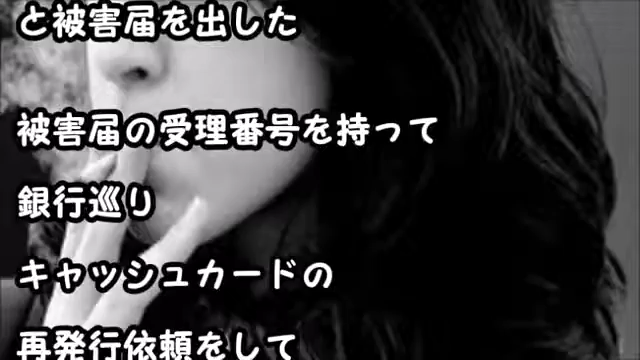 と被害届を出した
被害届の受理番号を持って
銀行巡り
キャッシュカードの
再発行依頼をして